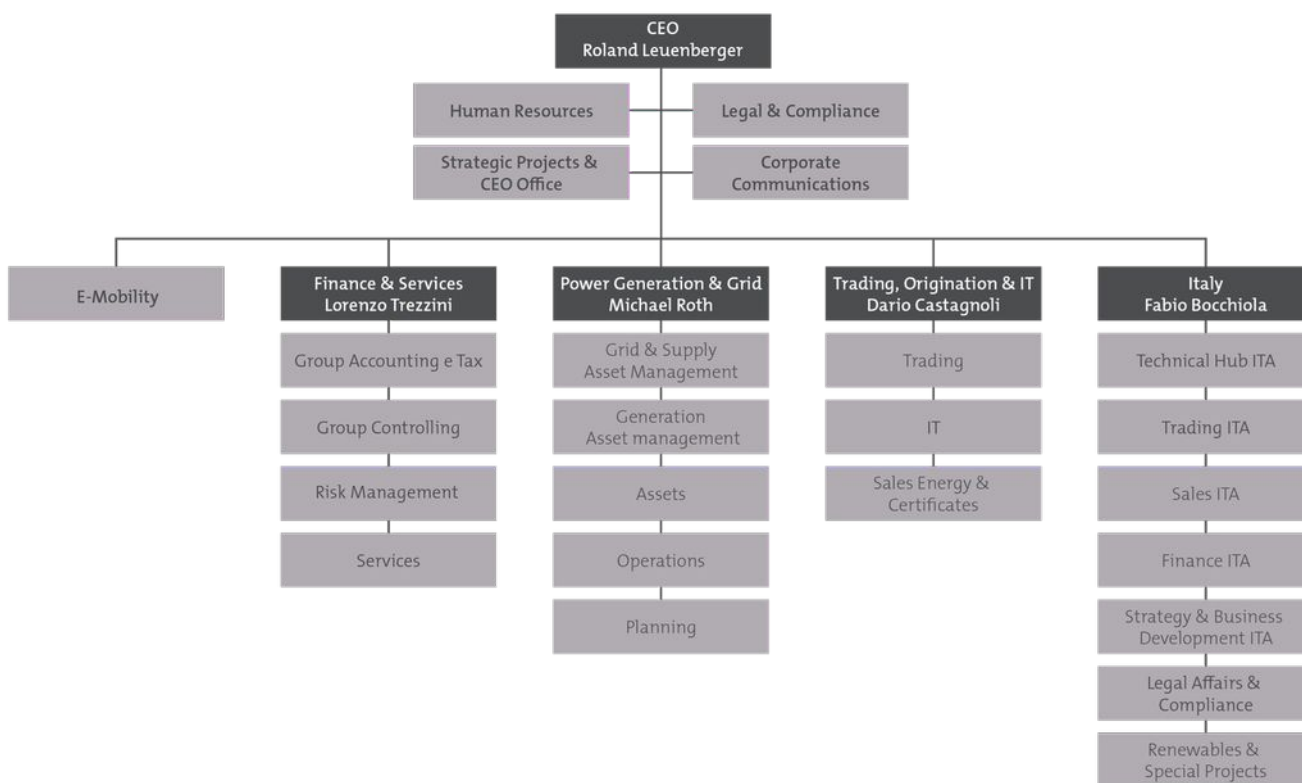 CEO
Roland Leuenberger
Human Resources
Legal & Compliance
Strategic Projects &
CEO Office
Corporate
Communications
E-Mobility
Finance & Services
Lorenzo Trezzini
Group Accounting e Tax
Group Controlling
Risk Management
Services
Power Generation & Grid
Michael Roth
Grid & Supply
Asset Management
Generation
Asset management
Assets
Operations
Planning
Trading, Origination & IT
Dario Castagnoli
Trading
IT
Sales Energy &
Certificates
Italy
Fabio Bocchiola
Technical Hub ITA
Trading ITA
Sales ITA
Finance ITA
Strategy & Business
Development ITA
Legal Affairs &
Compliance
Renewables &
Special Projects